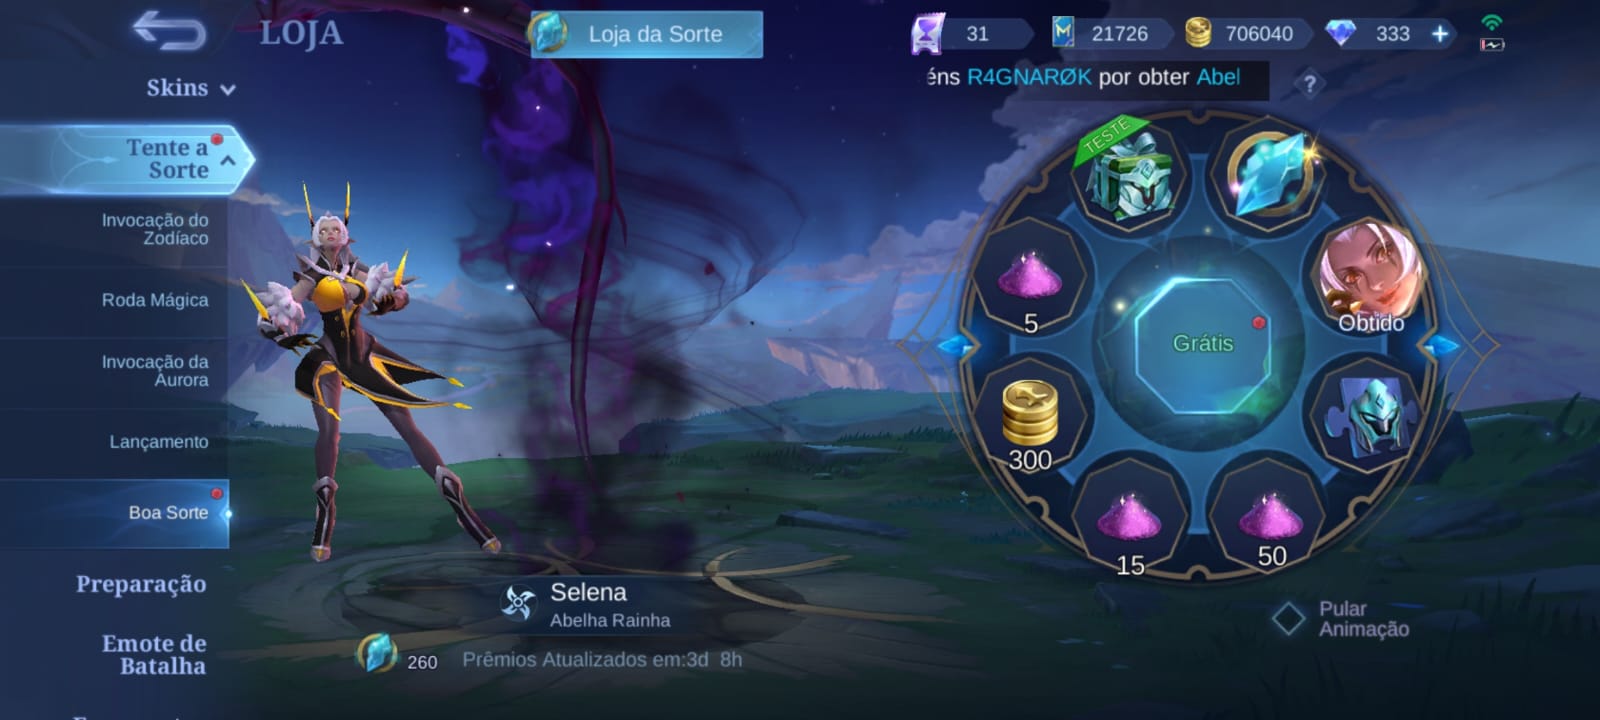 LOJA
Loja da Sorte
31
21726
706040
333
éns R4GNARØK por obter Abel
?
Skins
Tente a
Sorte
Invocação do
Zodíaco
Roda Mágica
Invocação da
Aurora
Lançamento
Boa Sorte
Preparação
Emote de
Batalha
Selena
Abelha Rainha
260
Prêmios Atualizados em:3d 8h
TESTE
5
Obtido
Grátis
300
15
50
Pular
Animação